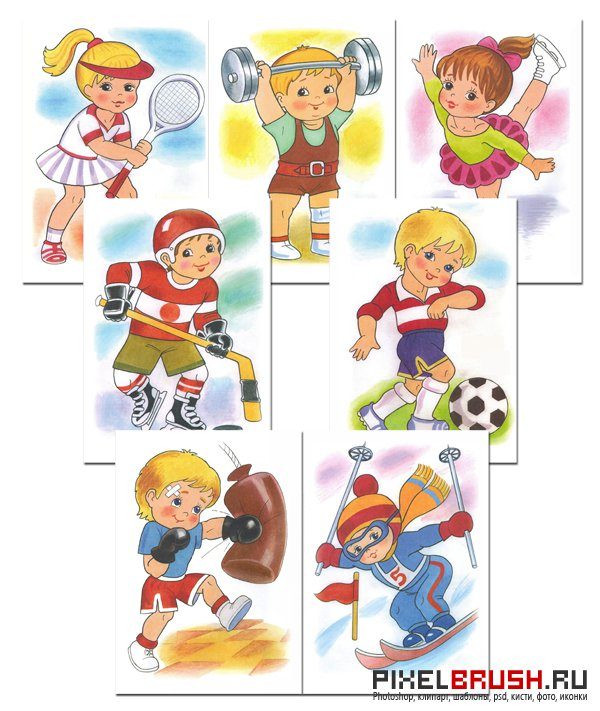 5
PIXELBRUSH.RU
Photoshop, клипарт, шаблоны, psd, кисти, фото, иконки